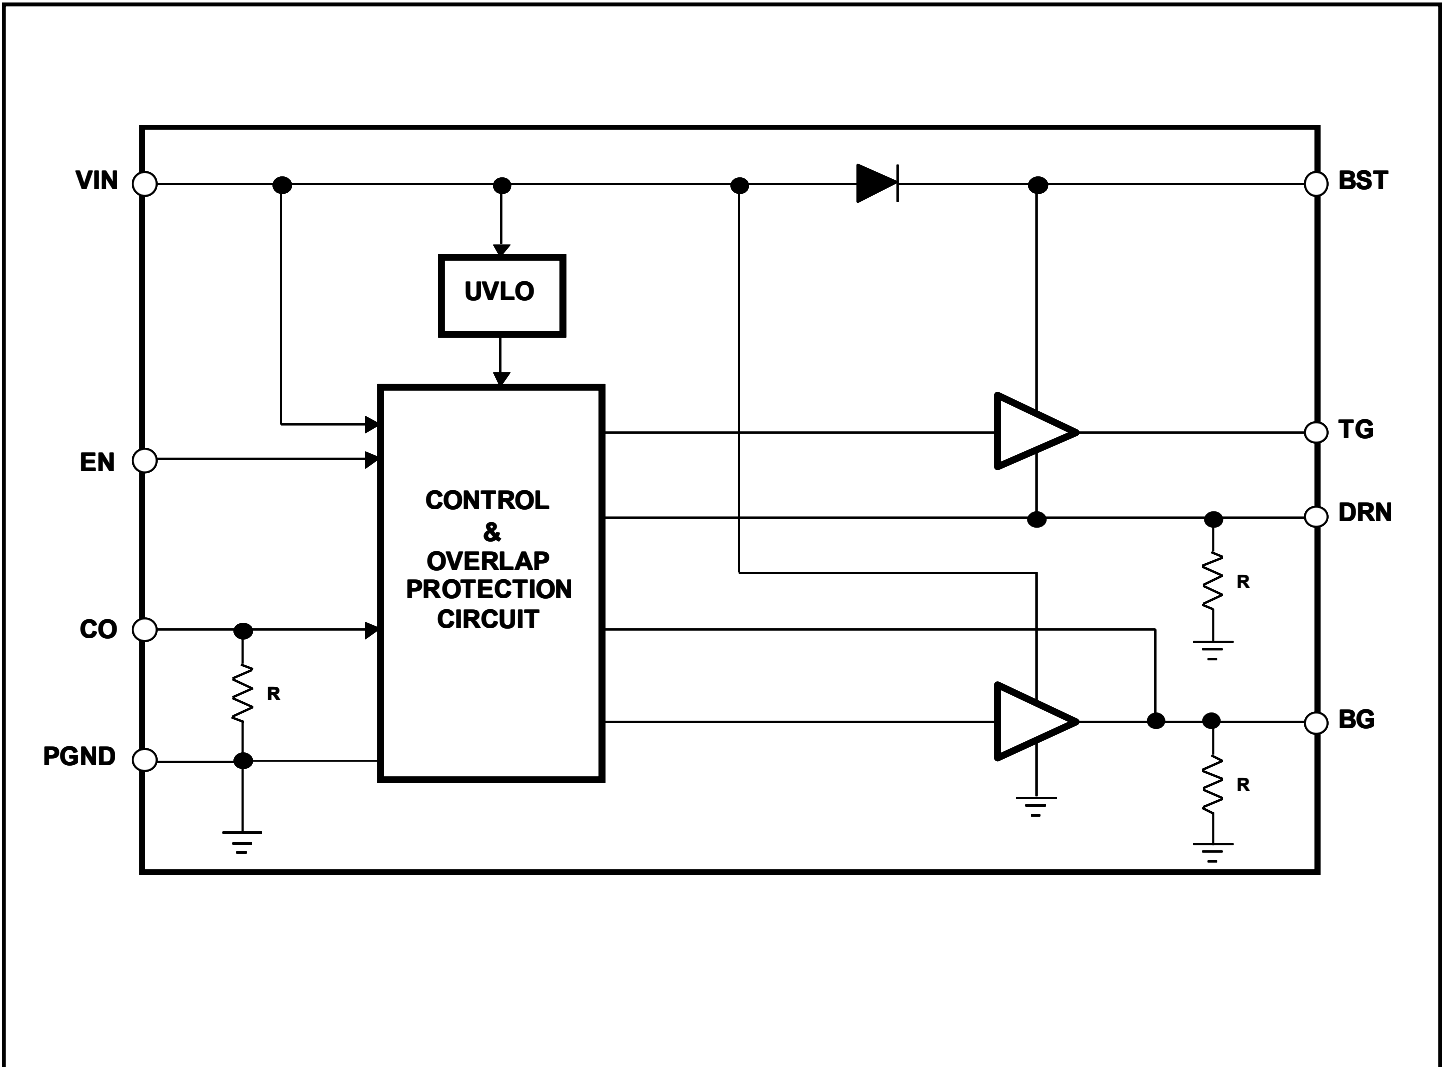 VIN
BST
UVLO
TG
EN
CONTROL
&
OVERLAP
PROTECTION
CIRCUIT
DRN
R
CO
R
BG
PGND
R